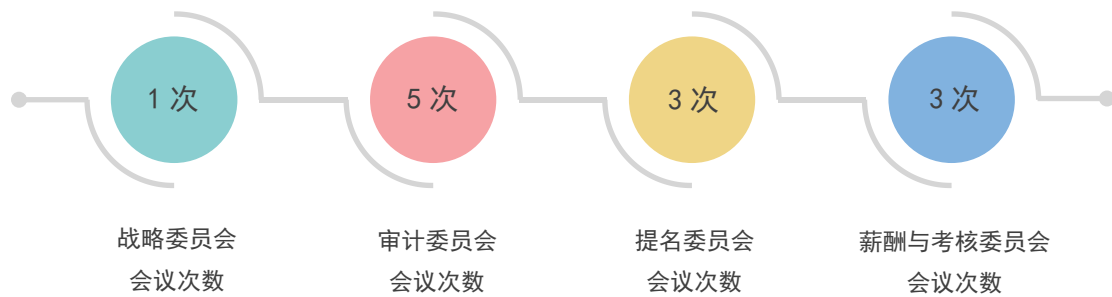 1 次
5 次
3 次
3 次
战略委员会
会议次数
审计委员会
会议次数
提名委员会
会议次数
薪酬与考核委员会
会议次数